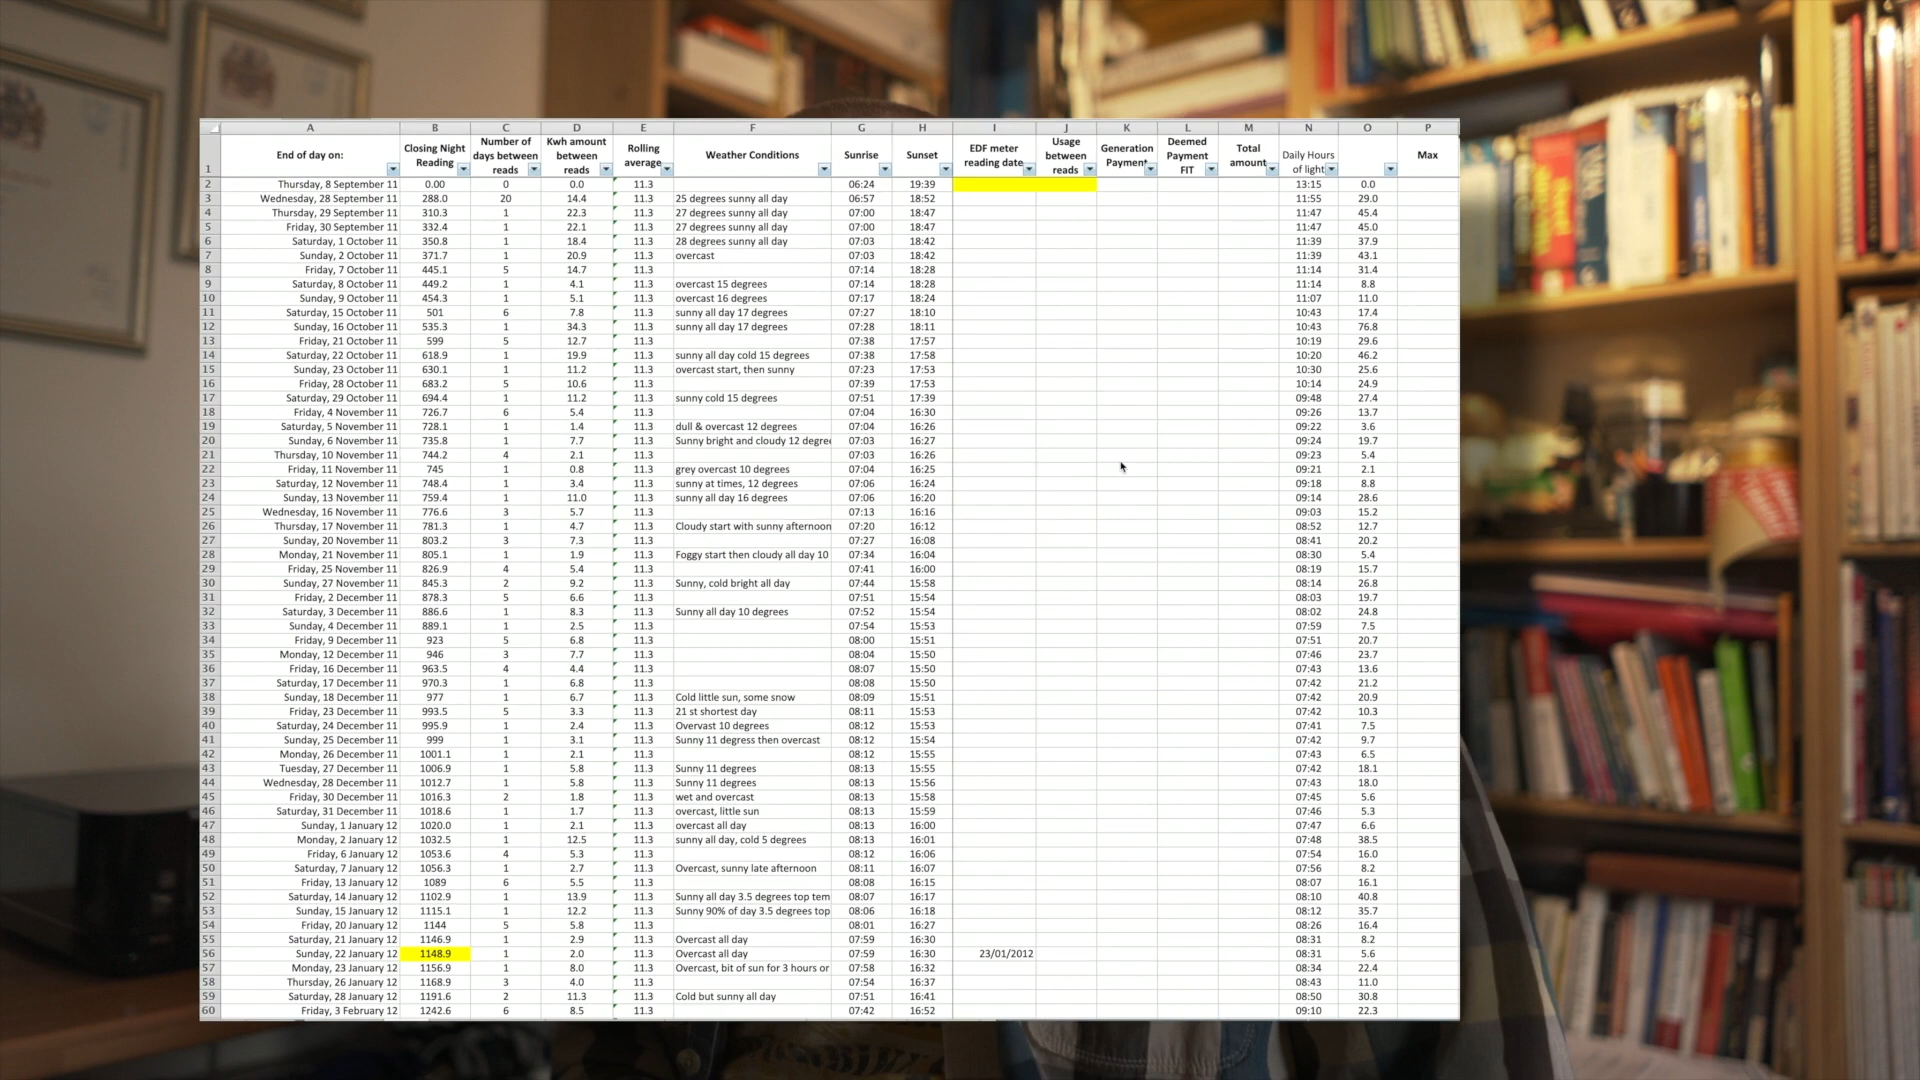 A B C D E F G H I J K L M N O P
1 End of day on: Closing Night Reading Number of days between reads Kwh amount between reads Rolling average Weather Conditions Sunrise Sunset EDF meter reading date Usage between reads Generation Payment Deemed Payment FIT Total amount Daily Hours of light Max
2 Thursday, 8 September 11 0.00 0 0.0 11.3 06:24 19:39 13:15 0.0
3 Wednesday, 28 September 11 288.0 20 14.4 11.3 25 degrees sunny all day 06:57 18:52 11:55 29.0
4 Thursday, 29 September 11 310.3 1 22.3 11.3 27 degrees sunny all day 07:00 18:47 11:47 45.4
5 Friday, 30 September 11 332.4 1 22.1 11.3 27 degrees sunny all day 07:00 18:47 11:47 45.0
6 Saturday, 1 October 11 350.8 1 18.4 11.3 28 degrees sunny all day 07:03 18:42 11:39 37.9
7 Sunday, 2 October 11 371.7 1 20.9 11.3 overcast 07:03 18:42 11:39 43.1
8 Friday, 7 October 11 445.1 5 14.7 11.3 07:14 18:28 11:14 31.4
9 Saturday, 8 October 11 449.2 1 4.1 11.3 overcast 15 degrees 07:14 18:28 11:14 8.8
10 Sunday, 9 October 11 454.3 1 5.1 11.3 overcast 16 degrees 07:17 18:24 11:07 11.0
11 Saturday, 15 October 11 501 6 7.8 11.3 sunny all day 17 degrees 07:27 18:10 10:43 17.4
12 Sunday, 16 October 11 535.3 1 34.3 11.3 sunny all day 17 degrees 07:28 18:11 10:43 76.8
13 Friday, 21 October 11 599 5 12.7 11.3 07:38 17:57 10:19 29.6
14 Saturday, 22 October 11 618.9 1 19.9 11.3 sunny all day cold 15 degrees 07:38 17:58 10:20 46.2
15 Sunday, 23 October 11 630.1 1 11.2 11.3 overcast start, then sunny 07:23 17:53 10:30 25.6
16 Friday, 28 October 11 683.2 5 10.6 11.3 07:39 17:53 10:14 24.9
17 Saturday, 29 October 11 694.4 1 11.2 11.3 sunny cold 15 degrees 07:51 17:39 09:48 27.4
18 Friday, 4 November 11 726.7 6 5.4 11.3 07:04 16:30 09:26 13.7
19 Saturday, 5 November 11 728.1 1 1.4 11.3 dull & overcast 12 degrees 07:04 16:26 09:22 3.6
20 Sunday, 6 November 11 735.8 1 7.7 11.3 Sunny bright and cloudy 12 degree 07:03 16:27 09:24 19.7
21 Thursday, 10 November 11 744.2 4 2.1 11.3 07:03 16:26 09:23 5.4
22 Friday, 11 November 11 745 1 0.8 11.3 grey overcast 10 degrees 07:04 16:25 09:21 2.1
23 Saturday, 12 November 11 748.4 1 3.4 11.3 sunny at times, 12 degrees 07:06 16:24 09:18 8.8
24 Sunday, 13 November 11 759.4 1 11.0 11.3 sunny all day 16 degrees 07:06 16:20 09:14 28.6
25 Wednesday, 16 November 11 776.6 3 5.7 11.3 07:13 16:16 09:03 15.2
26 Thursday, 17 November 11 781.3 1 4.7 11.3 Cloudy start with sunny afternoon 07:20 16:12 08:52 12.7
27 Sunday, 20 November 11 803.2 3 7.3 11.3 07:27 16:08 08:41 20.2
28 Monday, 21 November 11 805.1 1 1.9 11.3 Foggy start then cloudy all day 10 07:34 16:04 08:30 5.4
29 Friday, 25 November 11 826.9 4 5.4 11.3 07:41 16:00 08:19 15.7
30 Sunday, 27 November 11 845.3 2 9.2 11.3 Sunny, cold bright all day 07:44 15:58 08:14 26.8
31 Friday, 2 December 11 878.3 5 6.6 11.3 07:51 15:54 08:03 19.7
32 Saturday, 3 December 11 886.6 1 8.3 11.3 Sunny all day 10 degrees 07:52 15:54 08:02 24.8
33 Sunday, 4 December 11 889.1 1 2.5 11.3 07:54 15:53 07:59 7.5
34 Friday, 9 December 11 923 5 6.8 11.3 08:00 15:51 07:51 20.7
35 Monday, 12 December 11 946 3 7.7 11.3 08:04 15:50 07:46 23.7
36 Friday, 16 December 11 963.5 4 4.4 11.3 08:07 15:50 07:43 13.6
37 Saturday, 17 December 11 970.3 1 6.8 11.3 08:08 15:50 07:42 21.2
38 Sunday, 18 December 11 977 1 6.7 11.3 Cold little sun, some snow 08:09 15:51 07:42 20.9
39 Friday, 23 December 11 993.5 5 3.3 11.3 21 st shortest day 08:11 15:53 07:42 10.3
40 Saturday, 24 December 11 995.9 1 2.4 11.3 Overvast 10 degrees 08:12 15:53 07:41 7.5
41 Sunday, 25 December 11 999 1 3.1 11.3 Sunny 11 degress then overcast 08:12 15:54 07:42 9.7
42 Monday, 26 December 11 1001.1 1 2.1 11.3 08:12 15:55 07:43 6.5
43 Tuesday, 27 December 11 1006.9 1 5.8 11.3 Sunny 11 degrees 08:13 15:55 07:42 18.1
44 Wednesday, 28 December 11 1012.7 1 5.8 11.3 Sunny 11 degrees 08:13 15:56 07:43 18.0
45 Friday, 30 December 11 1016.3 2 1.8 11.3 wet and overcast 08:13 15:58 07:45 5.6
46 Saturday, 31 December 11 1018.6 1 1.7 11.3 overcast, little sun 08:13 15:59 07:46 5.3
47 Sunday, 1 January 12 1020.0 1 2.1 11.3 overcast all day 08:13 16:00 07:47 6.6
48 Monday, 2 January 12 1032.5 1 12.5 11.3 sunny all day, cold 5 degrees 08:13 16:01 07:48 38.5
49 Friday, 6 January 12 1053.6 4 5.3 11.3 08:12 16:06 07:54 16.0
50 Saturday, 7 January 12 1056.3 1 2.7 11.3 Overcast, sunny late afternoon 08:11 16:07 07:56 8.2
51 Friday, 13 January 12 1089 6 5.5 11.3 08:08 16:15 08:07 16.1
52 Saturday, 14 January 12 1102.9 1 13.9 11.3 Sunny all day 3.5 degrees top tem 08:07 16:17 08:10 40.8
53 Sunday, 15 January 12 1115.1 1 12.2 11.3 Sunny 90% of day 3.5 degrees top 08:06 16:18 08:12 35.7
54 Friday, 20 January 12 1144 5 5.8 11.3 08:01 16:27 08:26 16.4
55 Saturday, 21 January 12 1146.9 1 2.9 11.3 Overcast all day 07:59 16:30 08:31 8.2
56 Sunday, 22 January 12 1148.9 1 2.0 11.3 Overcast all day 07:59 16:30 23/01/2012 08:31 5.6
57 Monday, 23 January 12 1156.9 1 8.0 11.3 Overcast, bit of sun for 3 hours or 07:58 16:32 08:34 22.4
58 Thursday, 26 January 12 1168.9 3 4.0 11.3 07:54 16:37 08:43 11.0
59 Saturday, 28 January 12 1191.6 2 11.3 11.3 Cold but sunny all day 07:51 16:41 08:50 30.8
60 Friday, 3 February 12 1242.6 6 8.5 11.3 07:42 16:52 09:10 22.3